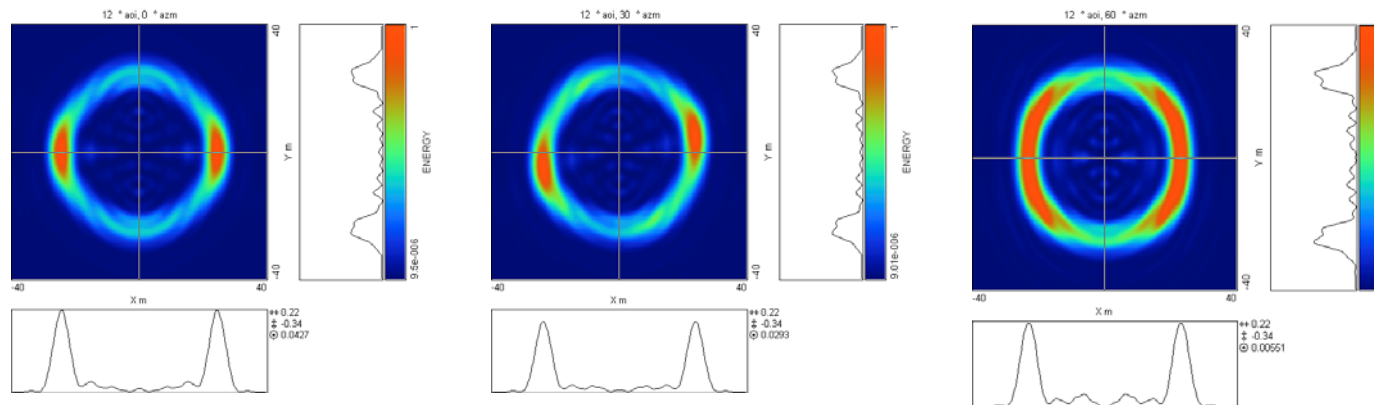 12 ° aoi, 0 ° azm
40
Y m
-40
-40
X m
40
1
ENERGY
9.5e-006
↔ 0.22
↕ -0.34
⊙ 0.0427
12 ° aoi, 30 ° azm
40
Y m
-40
-40
X m
40
1
ENERGY
9.01e-006
↔ 0.22
↕ -0.34
⊙ 0.0293
12 ° aoi, 60 ° azm
40
Y m
-40
-40
X m
40
↔ 0.22
↕ -0.34
⊙ 0.00551